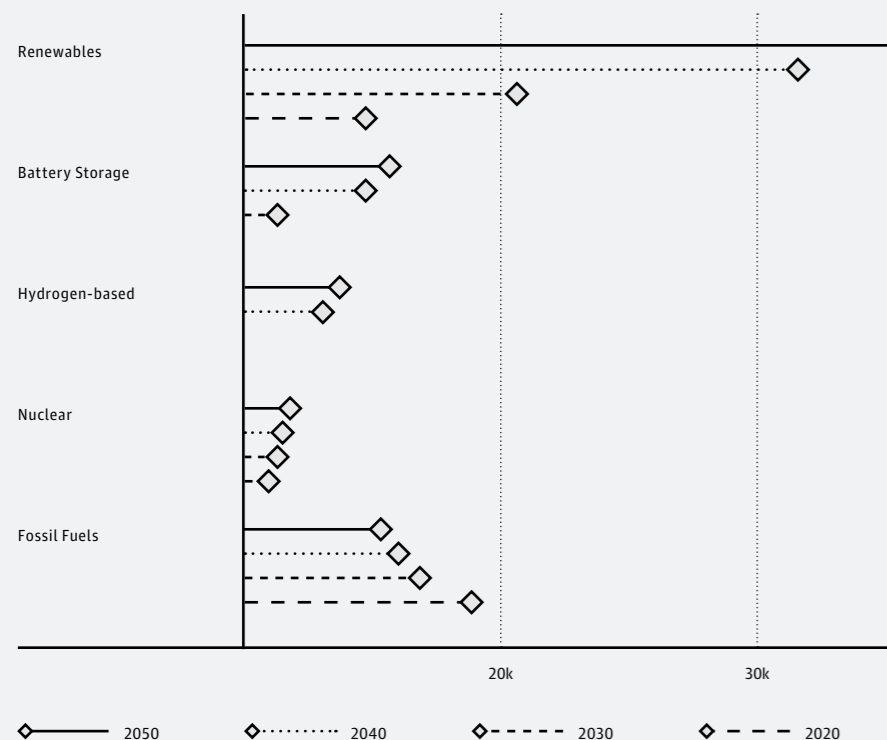 Renewables
Battery Storage
Hydrogen-based
Nuclear
Fossil Fuels
20k
30k
2050
2040
2030
2020